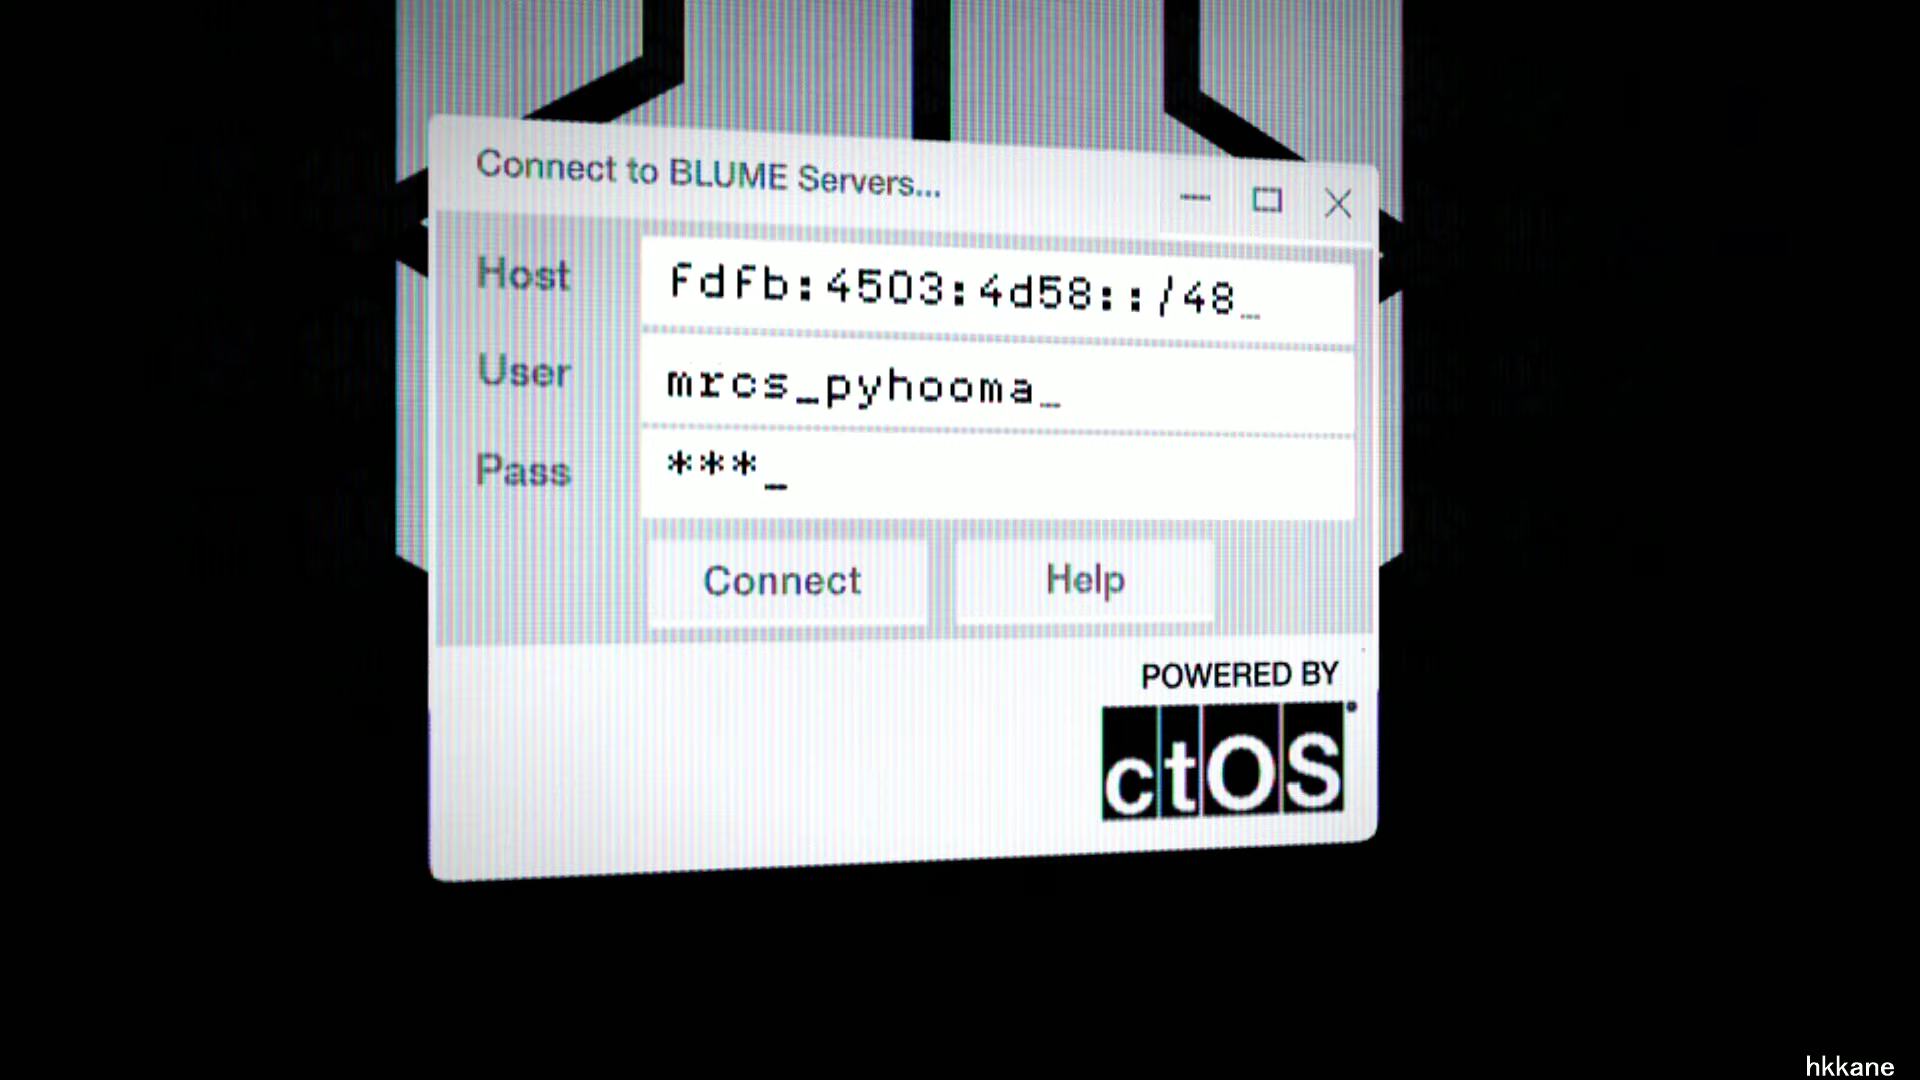 Connect to BLUME Servers...
Host fdfb:4503:4d58::/48_
User mrcs_pyhooma_
Pass ***_
Connect Help
POWERED BY
ctOS
hkkane